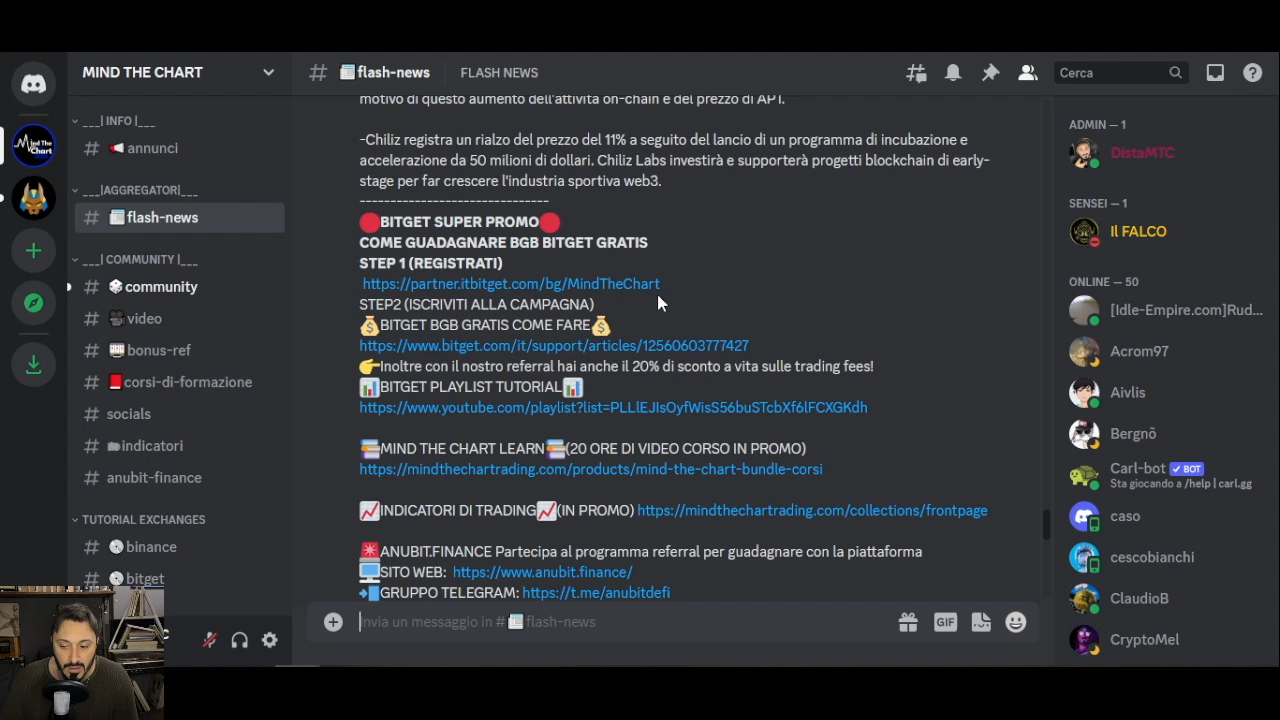 MIND THE CHART
___| INFO |___
annunci
___|AGGREGATOR|___
flash-news
___| COMMUNITY |___
community
video
bonus-ref
corsi-di-formazione
socials
indicatori
anubit-finance
TUTORIAL EXCHANGES
binance
bitget
flash-news
FLASH NEWS
Cerca
motivo di questo aumento dell'attività on-chain e del prezzo di APT.
-Chiliz registra un rialzo del prezzo del 11% a seguito del lancio di un programma di incubazione e
accelerazione da 50 milioni di dollari. Chiliz Labs investirà e supporterà progetti blockchain di early-
stage per far crescere l'industria sportiva web3.
-------------------------------
🔴BITGET SUPER PROMO🔴
COME GUADAGNARE BGB BITGET GRATIS
STEP 1 (REGISTRATI)
https://partner.itbitget.com/bg/MindTheChart
STEP2 (ISCRIVITI ALLA CAMPAGNA)
💰BITGET BGB GRATIS COME FARE💰
https://www.bitget.com/it/support/articles/12560603777427
👉Inoltre con il nostro referral hai anche il 20% di sconto a vita sulle trading fees!
📊BITGET PLAYLIST TUTORIAL📊
https://www.youtube.com/playlist?list=PLLlEJIsOyfWisS56buSTcbXf6lFCXGKdh
📚MIND THE CHART LEARN📚(20 ORE DI VIDEO CORSO IN PROMO)
https://mindthechartrading.com/products/mind-the-chart-bundle-corsi
📈INDICATORI DI TRADING📈(IN PROMO) https://mindthechartrading.com/collections/frontpage
🚨ANUBIT.FINANCE Partecipa al programma referral per guadagnare con la piattaforma
🖥SITO WEB: https://www.anubit.finance/
📲GRUPPO TELEGRAM: https://t.me/anubitdefi
Invia un messaggio in # flash-news
GIF
ADMIN — 1
DistaMTC
SENSEI — 1
Il FALCO
ONLINE — 50
[Idle-Empire.com]Rud...
Acrom97
Aivlis
Bergnõ
Carl-bot ✓ BOT
Sta giocando a /help | carl.gg
caso
cescobianchi
ClaudioB
CryptoMel